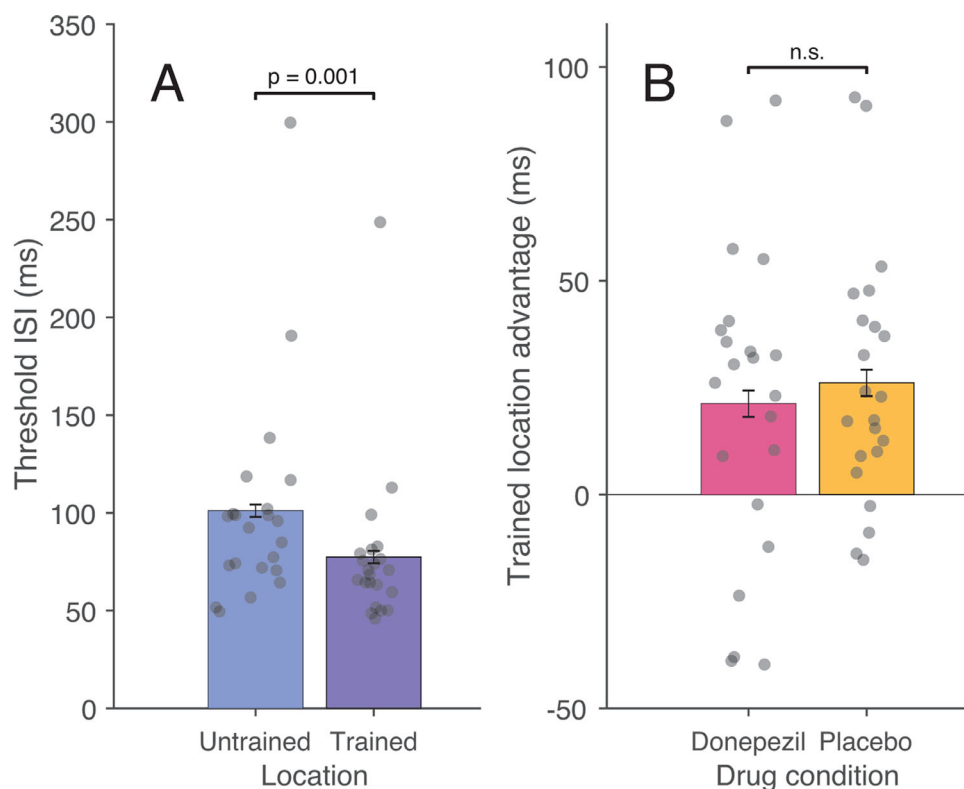 A
p = 0.001
Threshold ISI (ms)
350
300
250
200
150
100
50
0
Untrained Trained
Location
B
n.s.
Trained location advantage (ms)
100
50
0
-50
Donepezil Placebo
Drug condition